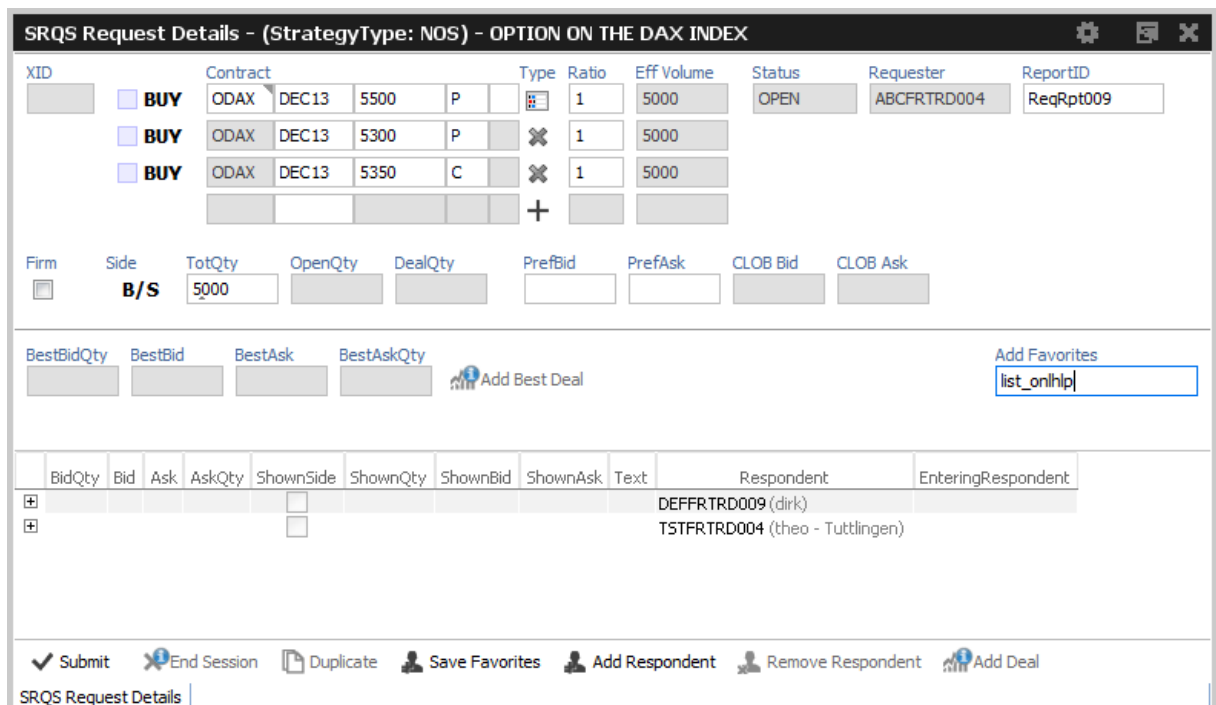 SRQS Request Details - (StrategyType: NOS) - OPTION ON THE DAX INDEX
XID Contract Type Ratio Eff Volume Status Requester ReportID
BUY ODAX DEC13 5500 P 1 5000 OPEN ABCFRTRD004 ReqRpt009
BUY ODAX DEC13 5300 P 1 5000
BUY ODAX DEC13 5350 C 1 5000
Firm Side TotQty OpenQty DealQty PrefBid PrefAsk CLOB Bid CLOB Ask
B/S 5000
BestBidQty BestBid BestAsk BestAskQty Add Favorites
Add Best Deal list_onlhlp
BidQty Bid Ask AskQty ShownSide ShownQty ShownBid ShownAsk Text Respondent EnteringRespondent
DEFFRTRD009 (dirk)
TSTFRTRD004 (theo - Tuttlingen)
Submit End Session Duplicate Save Favorites Add Respondent Remove Respondent Add Deal
SRQS Request Details